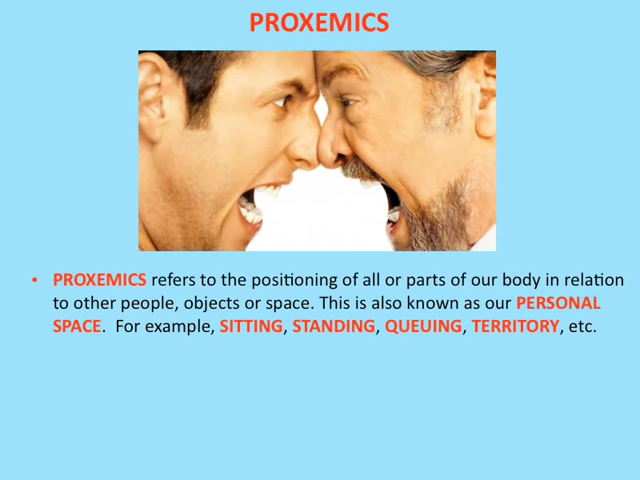 PROXEMICS
• PROXEMICS refers to the positioning of all or parts of our body in relation
to other people, objects or space. This is also known as our PERSONAL
SPACE.  For example, SITTING, STANDING, QUEUING, TERRITORY, etc.